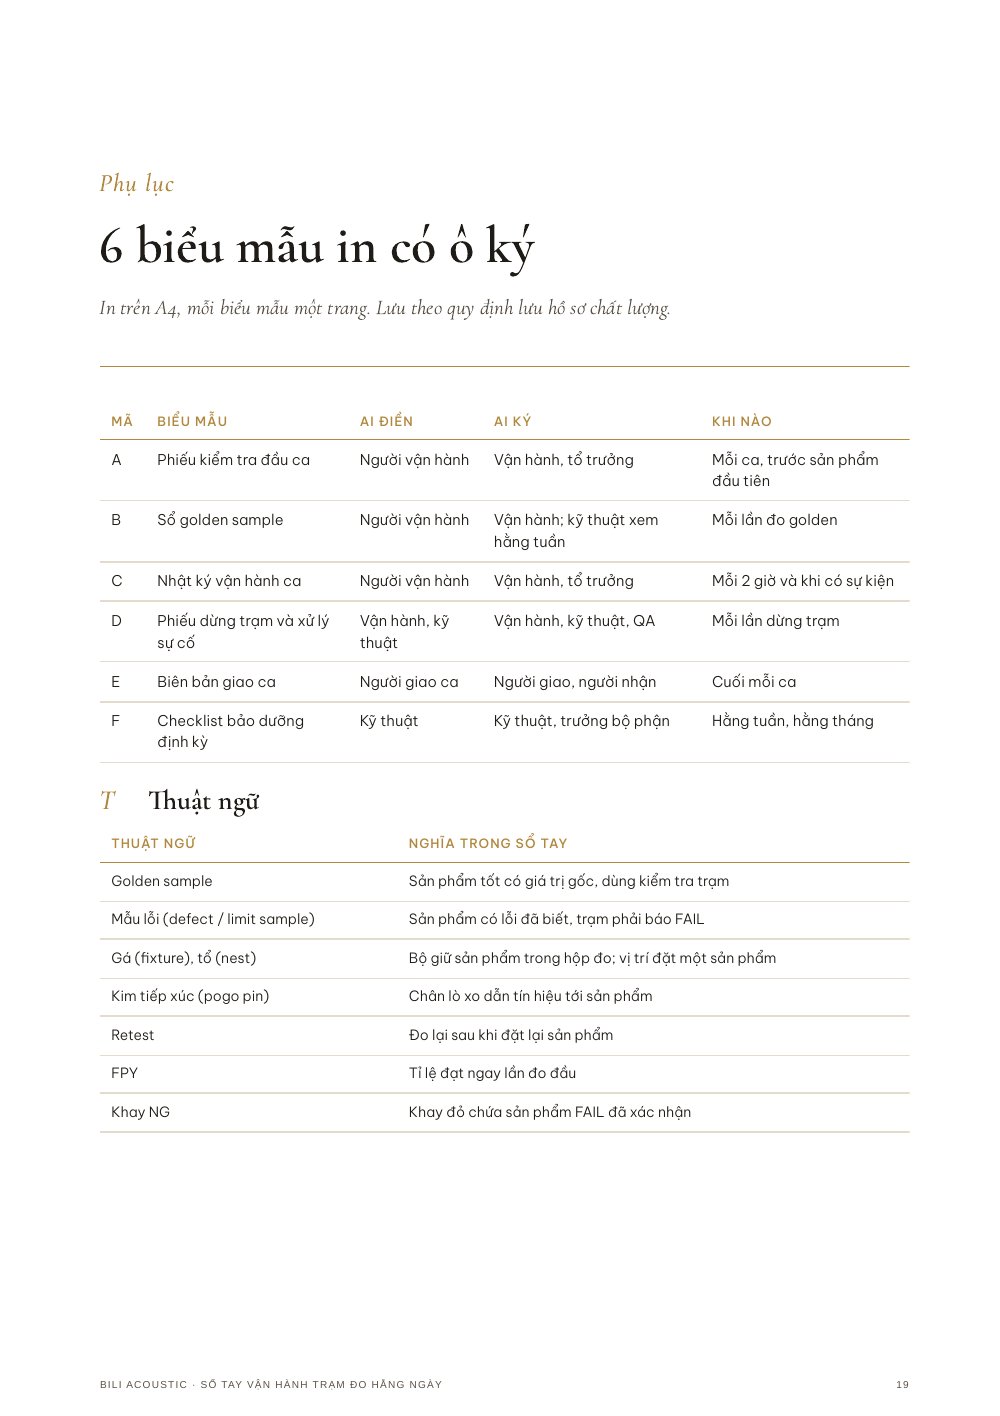 Phụ lục
6 biểu mẫu in có ô ký
In trên A4, mỗi biểu mẫu một trang. Lưu theo quy định lưu hồ sơ chất lượng.
MÃ BIỂU MẪU AI ĐIỀN AI KÝ KHI NÀO
A Phiếu kiểm tra đầu ca Người vận hành Vận hành, tổ trưởng Mỗi ca, trước sản phẩm
đầu tiên
B Sổ golden sample Người vận hành Vận hành; kỹ thuật xem Mỗi lần đo golden
hằng tuần
C Nhật ký vận hành ca Người vận hành Vận hành, tổ trưởng Mỗi 2 giờ và khi có sự kiện
D Phiếu dừng trạm và xử lý Vận hành, kỹ Vận hành, kỹ thuật, QA Mỗi lần dừng trạm
sự cố thuật
E Biên bản giao ca Người giao ca Người giao, người nhận Cuối mỗi ca
F Checklist bảo dưỡng Kỹ thuật Kỹ thuật, trưởng bộ phận Hằng tuần, hằng tháng
định kỳ
T Thuật ngữ
THUẬT NGỮ NGHĨA TRONG SỔ TAY
Golden sample Sản phẩm tốt có giá trị gốc, dùng kiểm tra trạm
Mẫu lỗi (defect / limit sample) Sản phẩm có lỗi đã biết, trạm phải báo FAIL
Gá (fixture), tổ (nest) Bộ giữ sản phẩm trong hộp đo; vị trí đặt một sản phẩm
Kim tiếp xúc (pogo pin) Chân lò xo dẫn tín hiệu tới sản phẩm
Retest Đo lại sau khi đặt lại sản phẩm
FPY Tỉ lệ đạt ngay lần đo đầu
Khay NG Khay đỏ chứa sản phẩm FAIL đã xác nhận
BILI ACOUSTIC · SỔ TAY VẬN HÀNH TRẠM ĐO HẰNG NGÀY 19